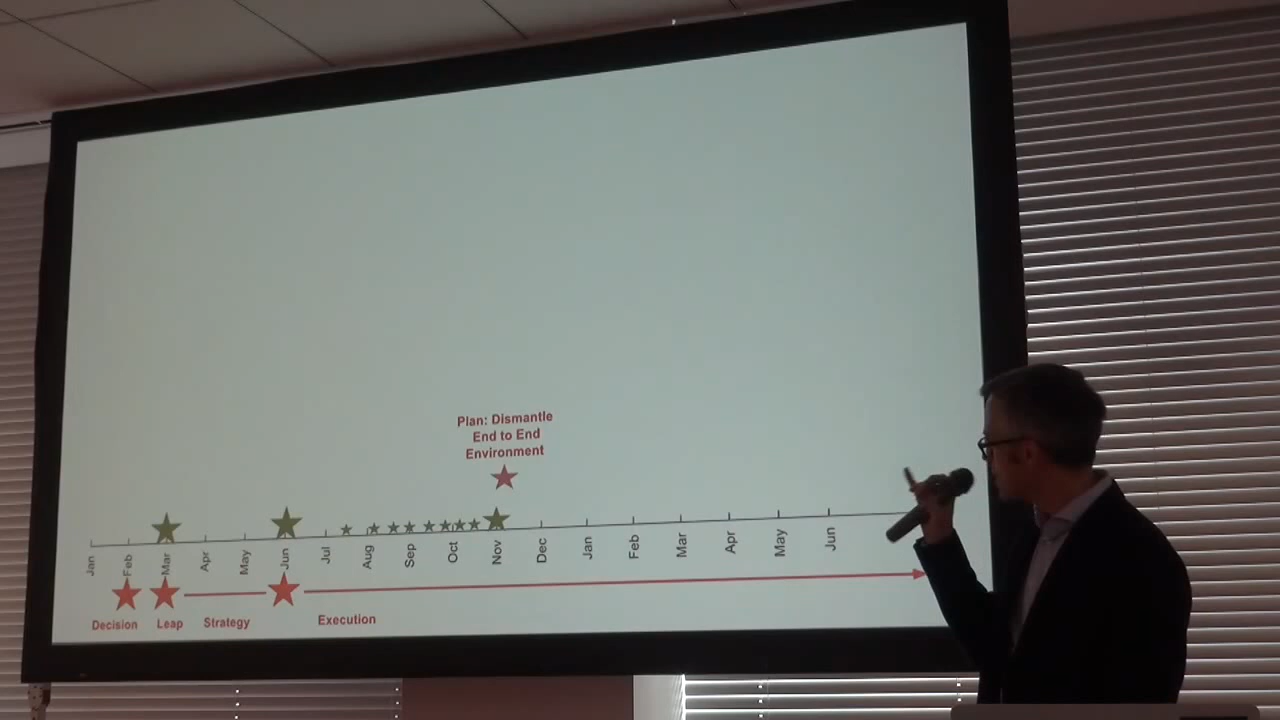 Plan: Dismantle
End to End
Environment
Jan Feb Mar Apr May Jun Jul Aug Sep Oct Nov Dec Jan Feb Mar Apr May Jun
Decision Leap Strategy Execution